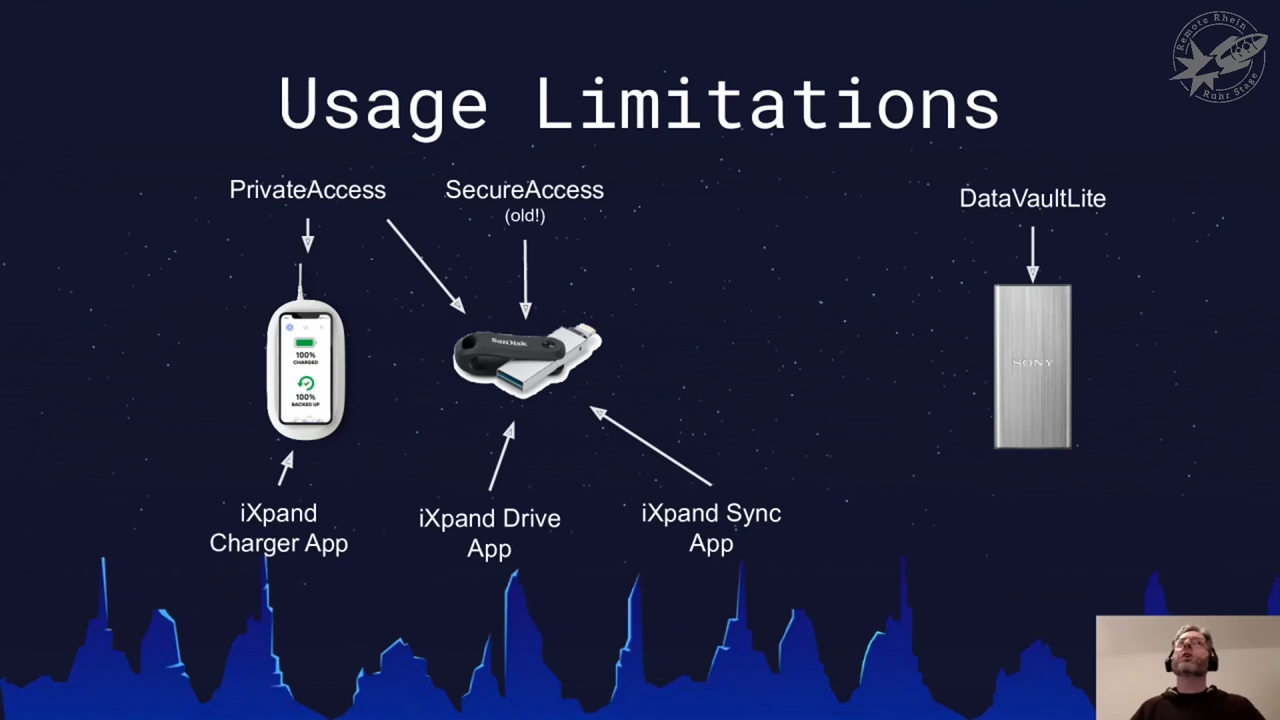 Remote Rhein
Ruhr Stage
Usage Limitations
PrivateAccess
SecureAccess
(old!)
DataVaultLite
100%
CHARGED
100%
BACKED UP
SanDisk
SONY
iXpand
Charger App
iXpand Drive
App
iXpand Sync
App